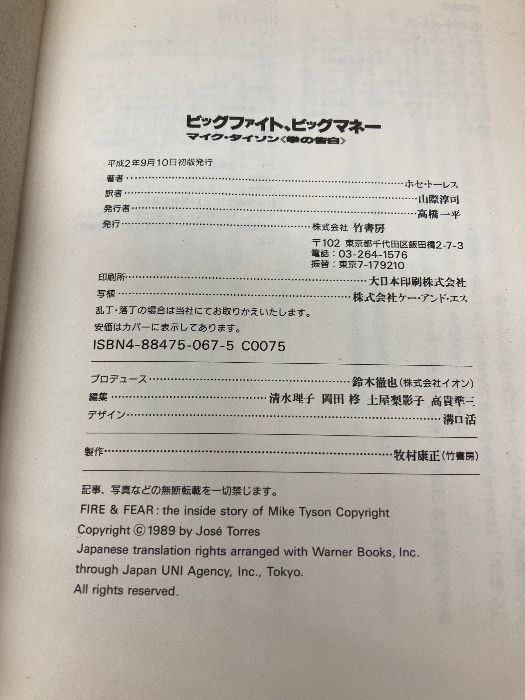 ビッグファイト、ビッグマネー
マイク・タイソン〈拳の告白〉
平成2年9月10日初版発行
著者…ホセ・トーレス
訳者…山際淳司
発行者…高橋一平
発行…株式会社 竹書房
〒102 東京都千代田区飯田橋2-7-3
電話：03-264-1576
振替：東京7-179210
印刷所…大日本印刷株式会社
写植…株式会社ケー・アンド・エス
乱丁・落丁の場合は当社にてお取りかえいたします。
安価はカバーに表示してあります。
ISBN4-88475-067-5 C0075
プロデュース…鈴木徹也(株式会社イオン)
編集…清水理子 岡田柊 土屋梨影子 高貴準三
デザイン…溝口活
製作…牧村康正(竹書房)
記事、写真などの無断転載を一切禁じます。
FIRE & FEAR: the inside story of Mike Tyson Copyright
Copyright © 1989 by José Torres
Japanese translation rights arranged with Warner Books, Inc.
through Japan UNI Agency, Inc., Tokyo.
All rights reserved.